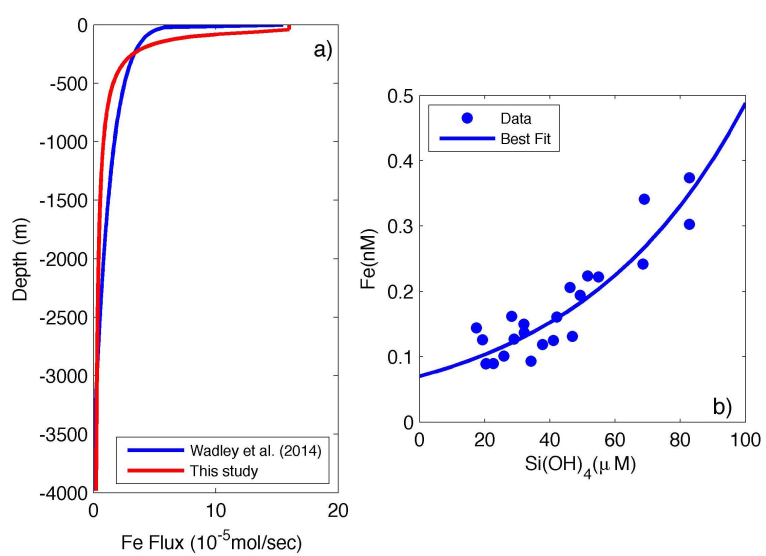 a)
0
-500
-1000
-1500
-2000
-2500
-3000
-3500
-4000
Depth (m)
Wadley et al. (2014)
This study
0 10 20
Fe Flux (10⁻⁵mol/sec)
0.5
0.4
0.3
0.2
0.1
0
Fe(nM)
Data
Best Fit
b)
0 20 40 60 80 100
Si(OH)₄(μ M)